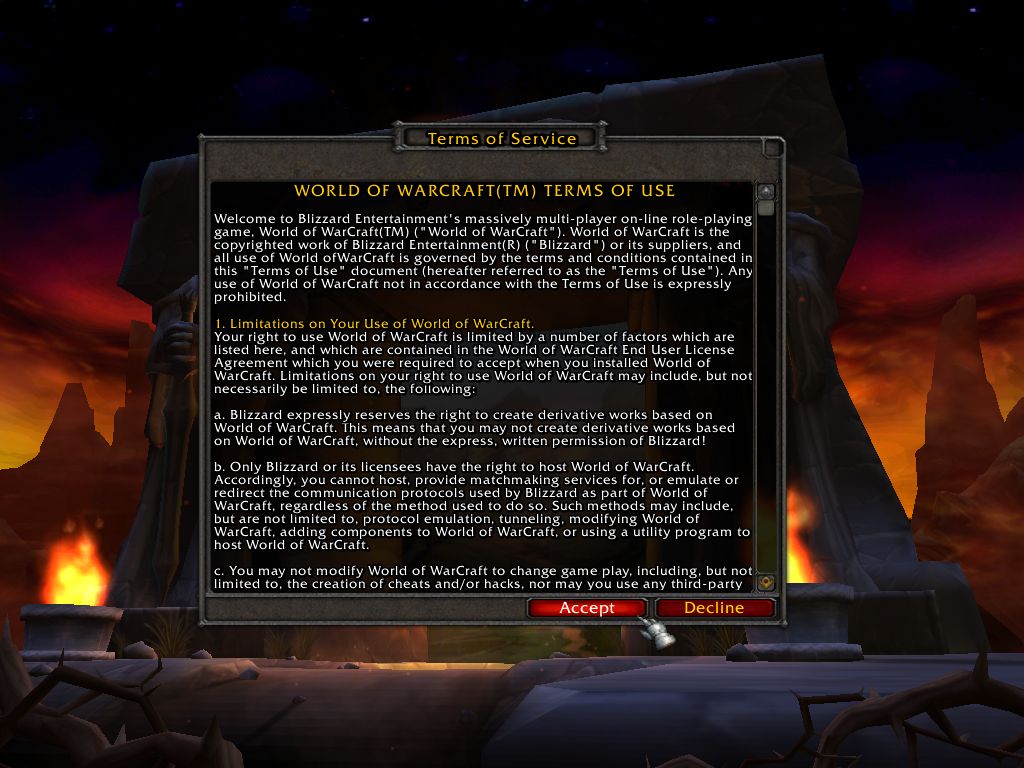 Terms of Service
WORLD OF WARCRAFT(TM) TERMS OF USE
Welcome to Blizzard Entertainment's massively multi-player on-line role-playing
game, World of WarCraft(TM) ("World of WarCraft"). World of WarCraft is the
copyrighted work of Blizzard Entertainment(R) ("Blizzard") or its suppliers, and
all use of World ofWarCraft is governed by the terms and conditions contained in
this "Terms of Use" document (hereafter referred to as the "Terms of Use"). Any
use of World of WarCraft not in accordance with the Terms of Use is expressly
prohibited.
1. Limitations on Your Use of World of WarCraft.
Your right to use World of WarCraft is limited by a number of factors which are
listed here, and which are contained in the World of WarCraft End User License
Agreement which you were required to accept when you installed World of
WarCraft. Limitations on your right to use World of WarCraft may include, but not
necessarily be limited to, the following:
a. Blizzard expressly reserves the right to create derivative works based on
World of WarCraft. This means that you may not create derivative works based
on World of WarCraft, without the express, written permission of Blizzard!
b. Only Blizzard or its licensees have the right to host World of WarCraft.
Accordingly, you cannot host, provide matchmaking services for, or emulate or
redirect the communication protocols used by Blizzard as part of World of
WarCraft, regardless of the method used to do so. Such methods may include,
but are not limited to, protocol emulation, tunneling, modifying World of
WarCraft, adding components to World of WarCraft, or using a utility program to
host World of WarCraft.
c. You may not modify World of WarCraft to change game play, including, but not
limited to, the creation of cheats and/or hacks, nor may you use any third-party
Accept Decline